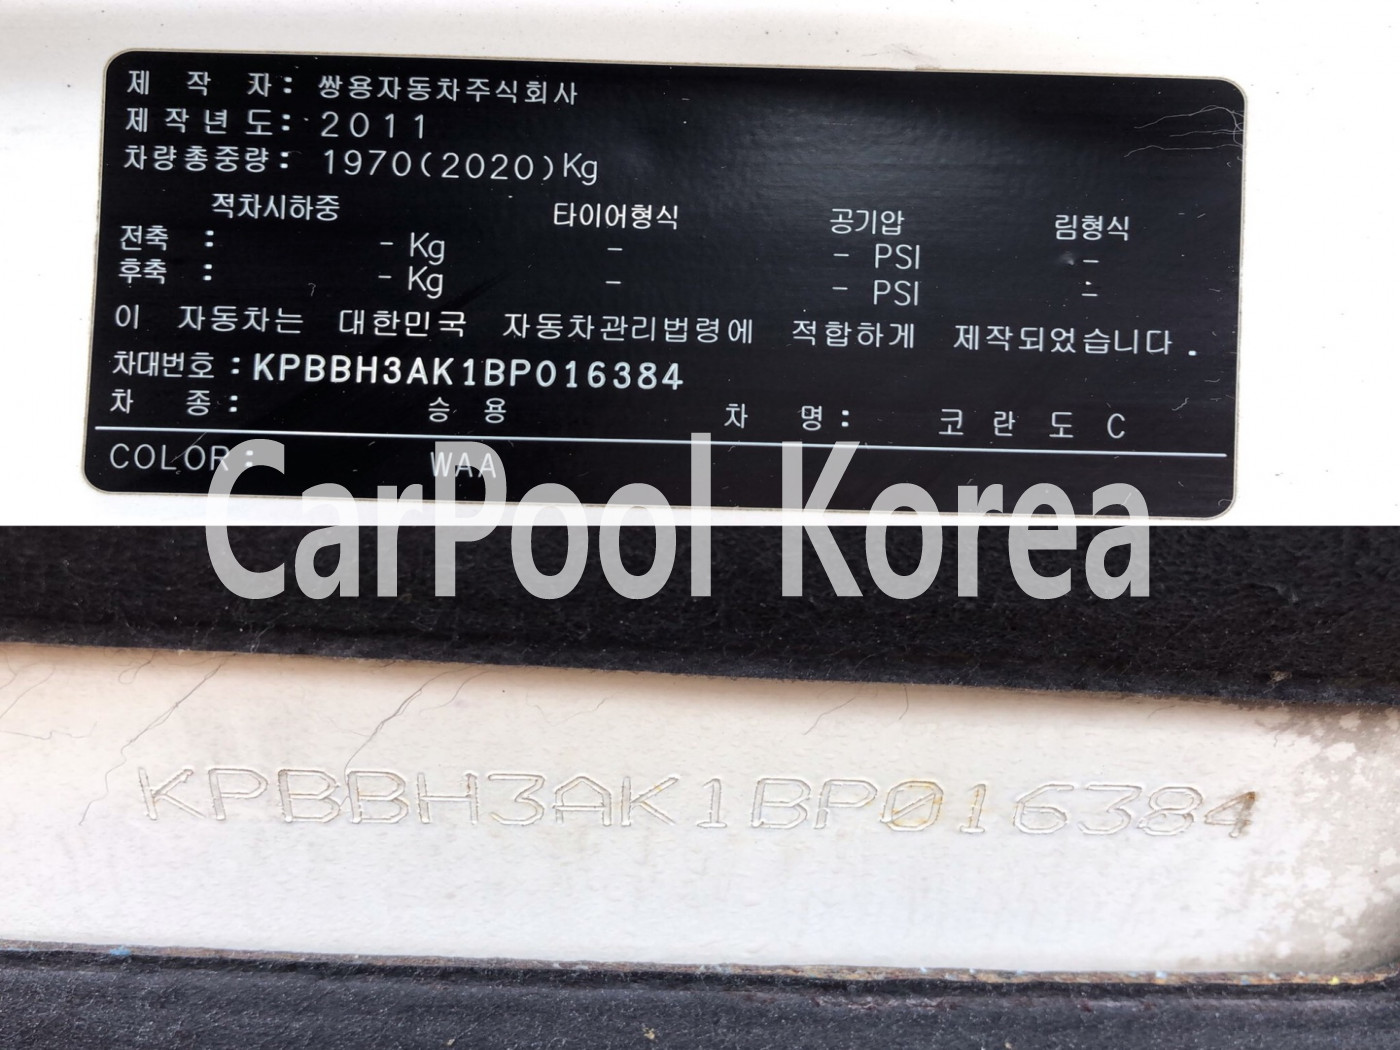 제 작 자 : 쌍용자동차주식회사
제작년도 : 2011
차량총중량 : 1970(2020)Kg
적차시하중 타이어형식 공기압 림형식
전축 : - Kg - - PSI -
후축 : - Kg - - PSI -
이 자동차는 대한민국 자동차관리법령에 적합하게 제작되었습니다.
차대번호 : KPBBH3AK1BP016384
차 종 : 승 용 차 명 : 코 란 도 C
COLOR : WAA
CarPool Korea
KPBBH3AK1BP016384